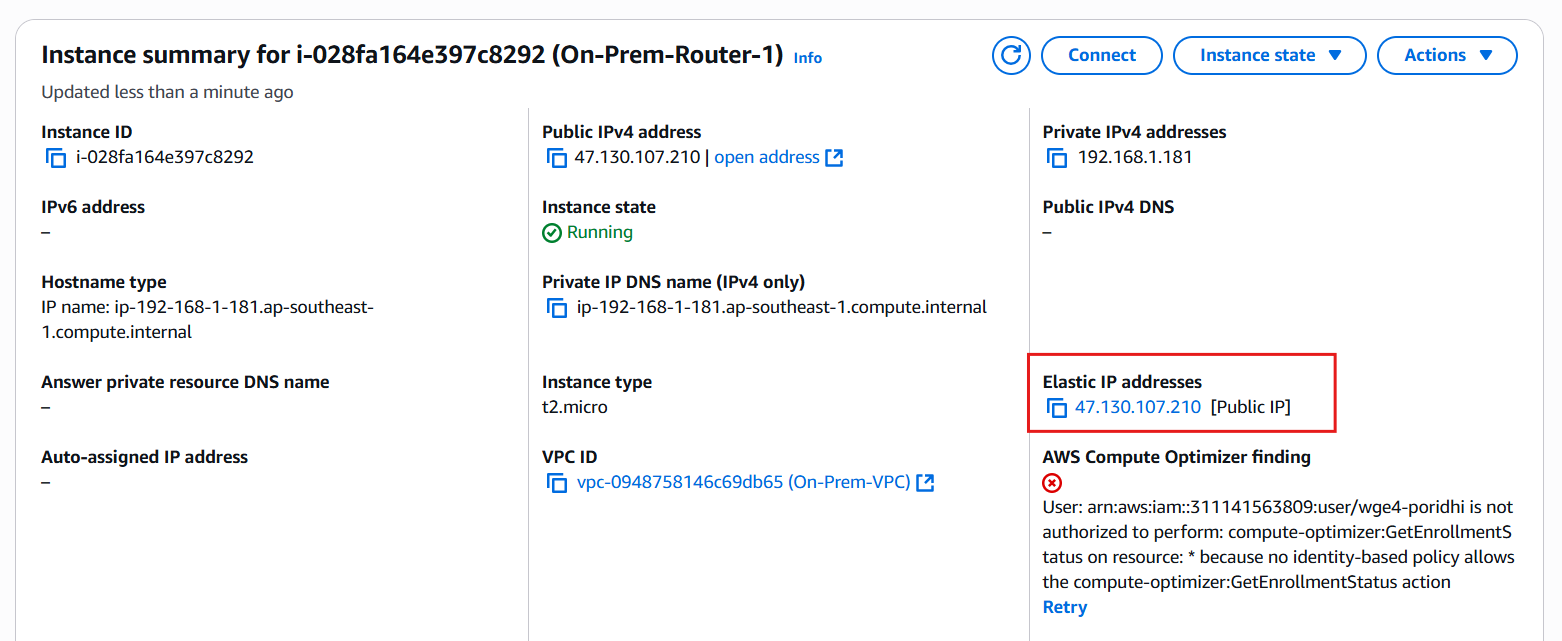 Instance summary for i-028fa164e397c8292 (On-Prem-Router-1) Info
Connect
Instance state
Actions
Updated less than a minute ago
Instance ID
i-028fa164e397c8292
Public IPv4 address
47.130.107.210 | open address
Private IPv4 addresses
192.168.1.181
IPv6 address
–
Instance state
Running
Public IPv4 DNS
–
Hostname type
IP name: ip-192-168-1-181.ap-southeast-
1.compute.internal
Private IP DNS name (IPv4 only)
ip-192-168-1-181.ap-southeast-1.compute.internal
Answer private resource DNS name
–
Instance type
t2.micro
Elastic IP addresses
47.130.107.210 [Public IP]
Auto-assigned IP address
–
VPC ID
vpc-0948758146c69db65 (On-Prem-VPC)
AWS Compute Optimizer finding
User: arn:aws:iam::311141563809:user/wge4-poridhi is not
authorized to perform: compute-optimizer:GetEnrollmentS
tatus on resource: * because no identity-based policy allows
the compute-optimizer:GetEnrollmentStatus action
Retry